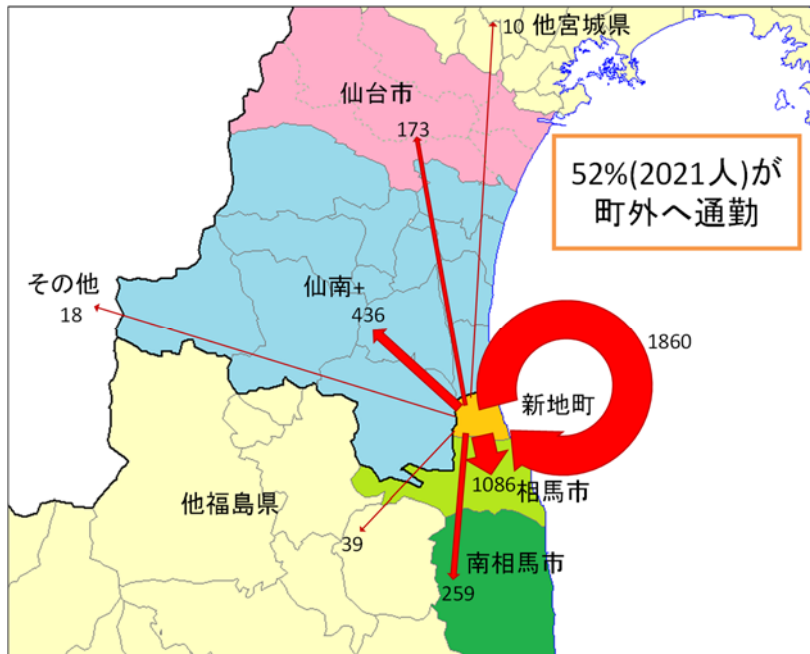 10 他宮城県
仙台市
173
52%(2021人)が
町外へ通勤
その他
18
仙南+
436
1860
新地町
1086 相馬市
他福島県
39
南相馬市
259